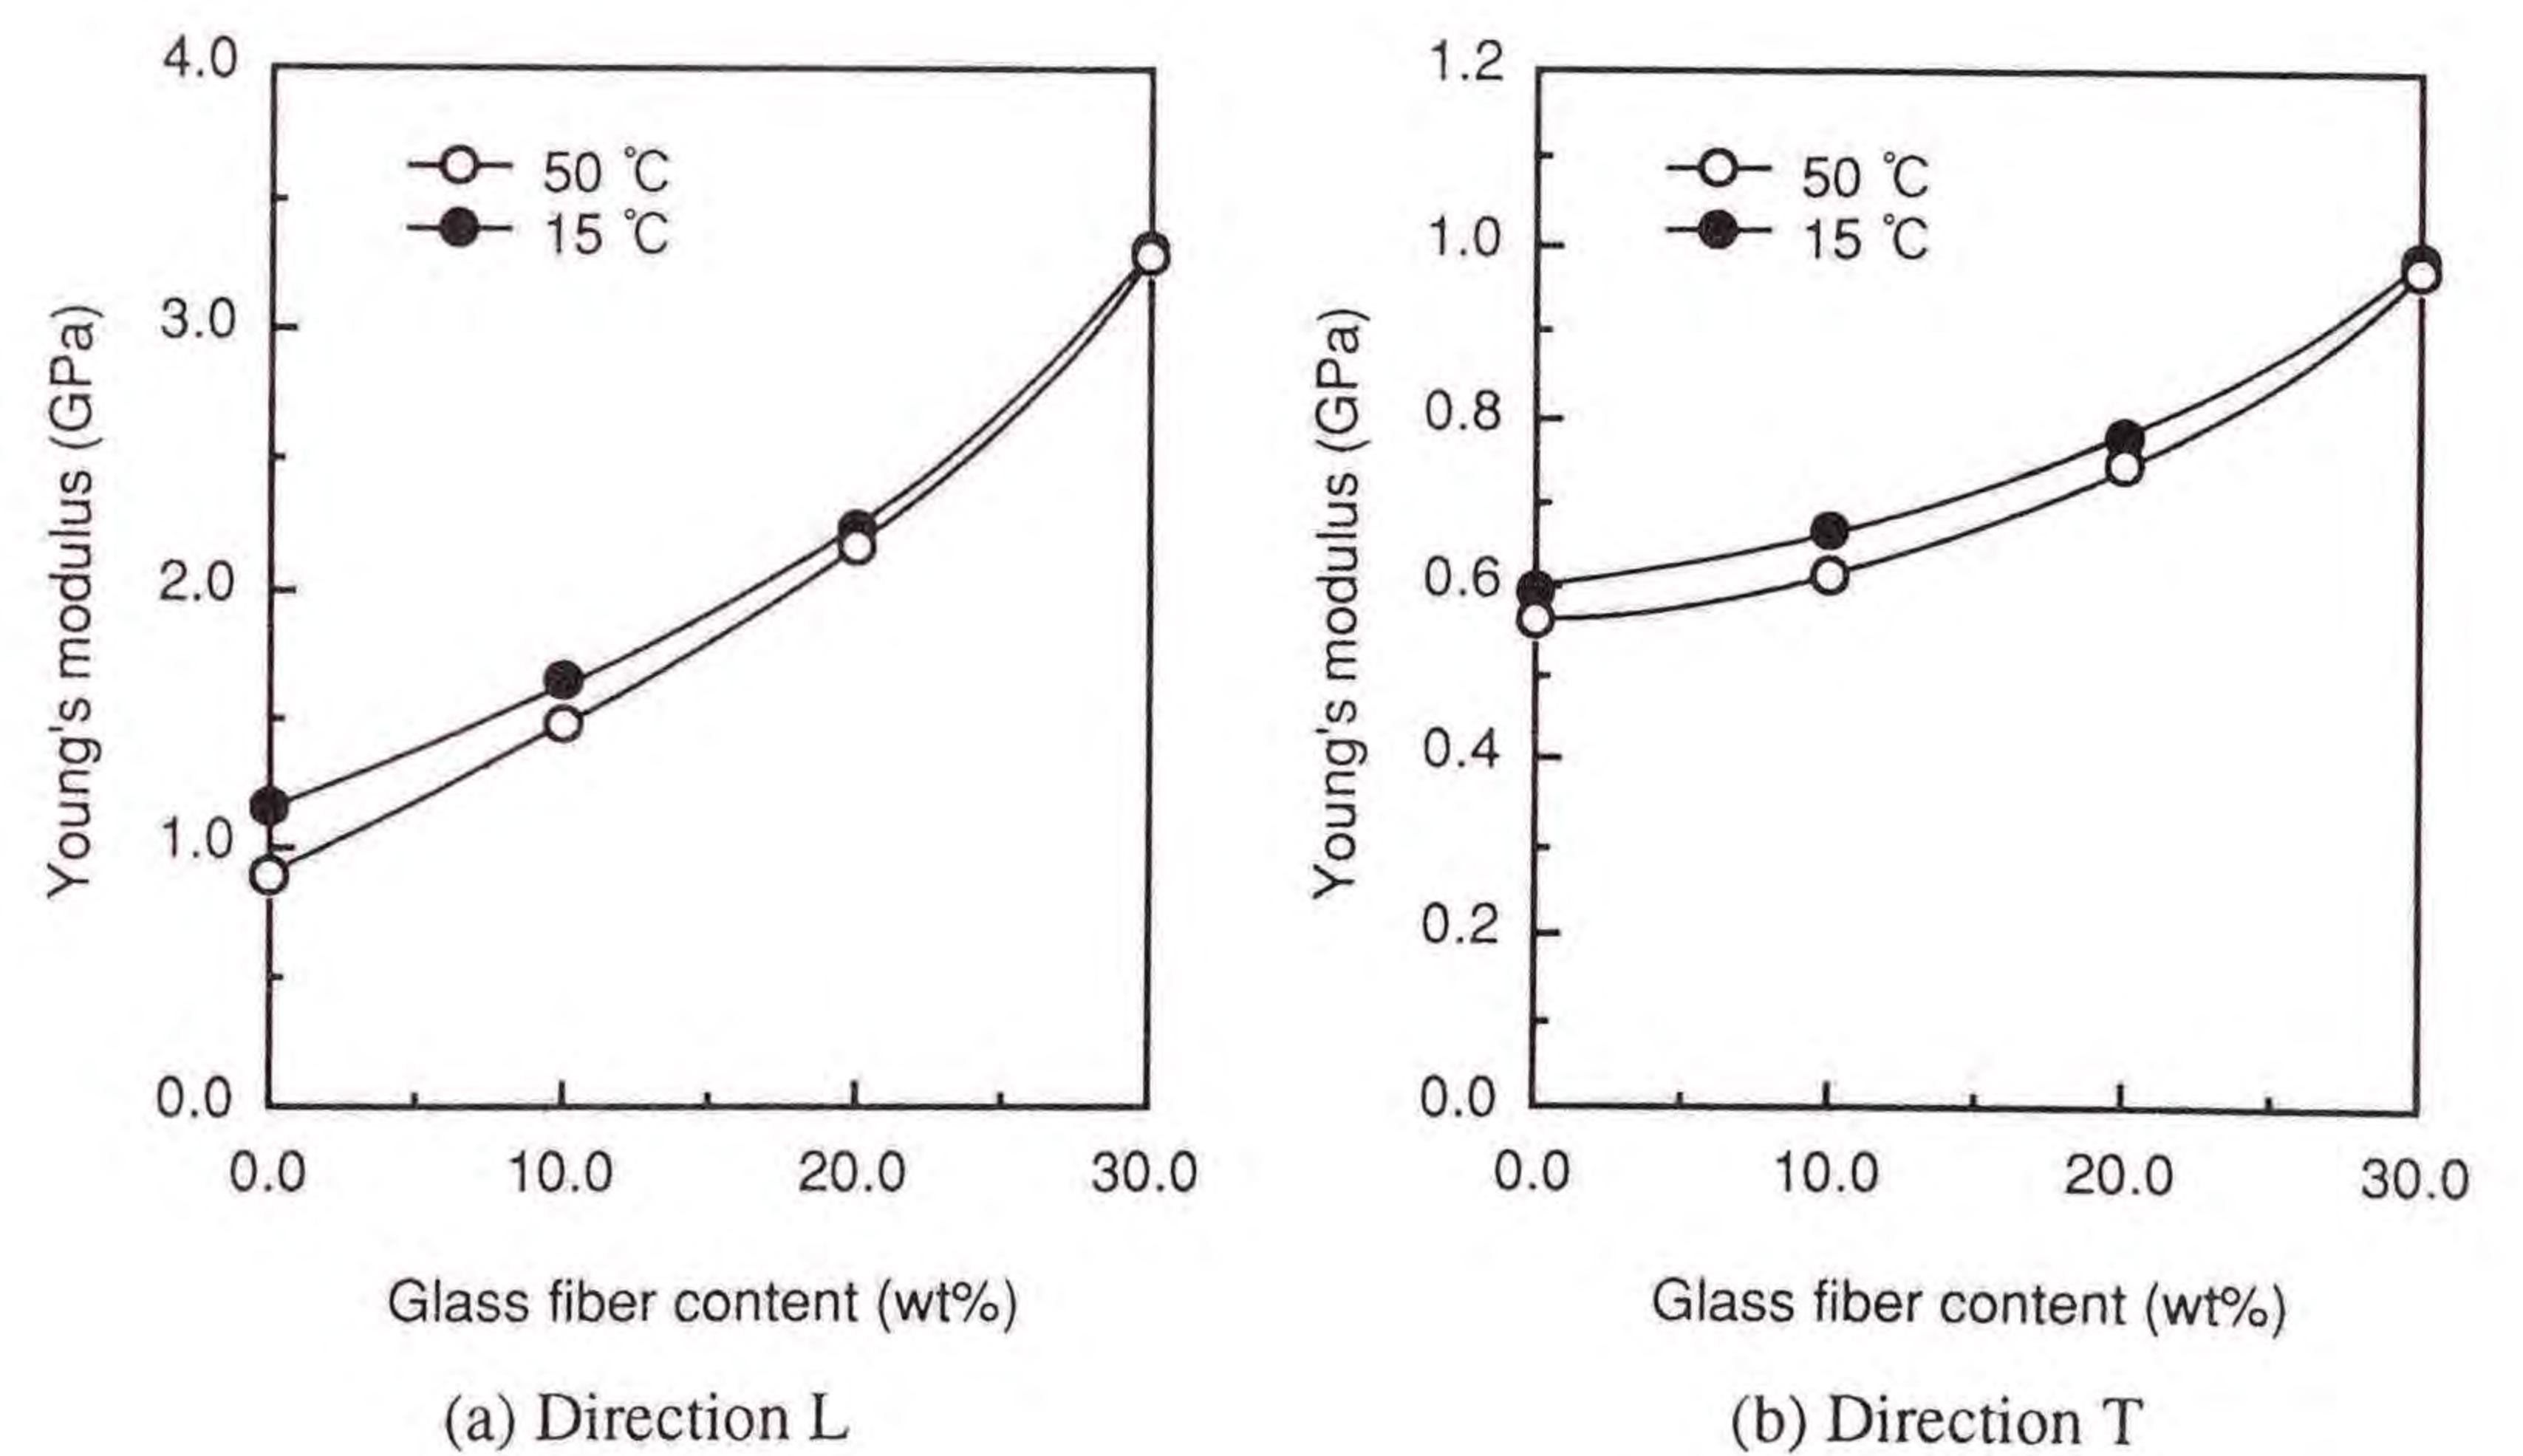 Young's modulus (GPa)
4.0
3.0
2.0
1.0
0.0
50 °C
15 °C
0.0 10.0 20.0 30.0
Glass fiber content (wt%)
(a) Direction L
Young's modulus (GPa)
1.2
1.0
0.8
0.6
0.4
0.2
0.0
50 °C
15 °C
0.0 10.0 20.0 30.0
Glass fiber content (wt%)
(b) Direction T